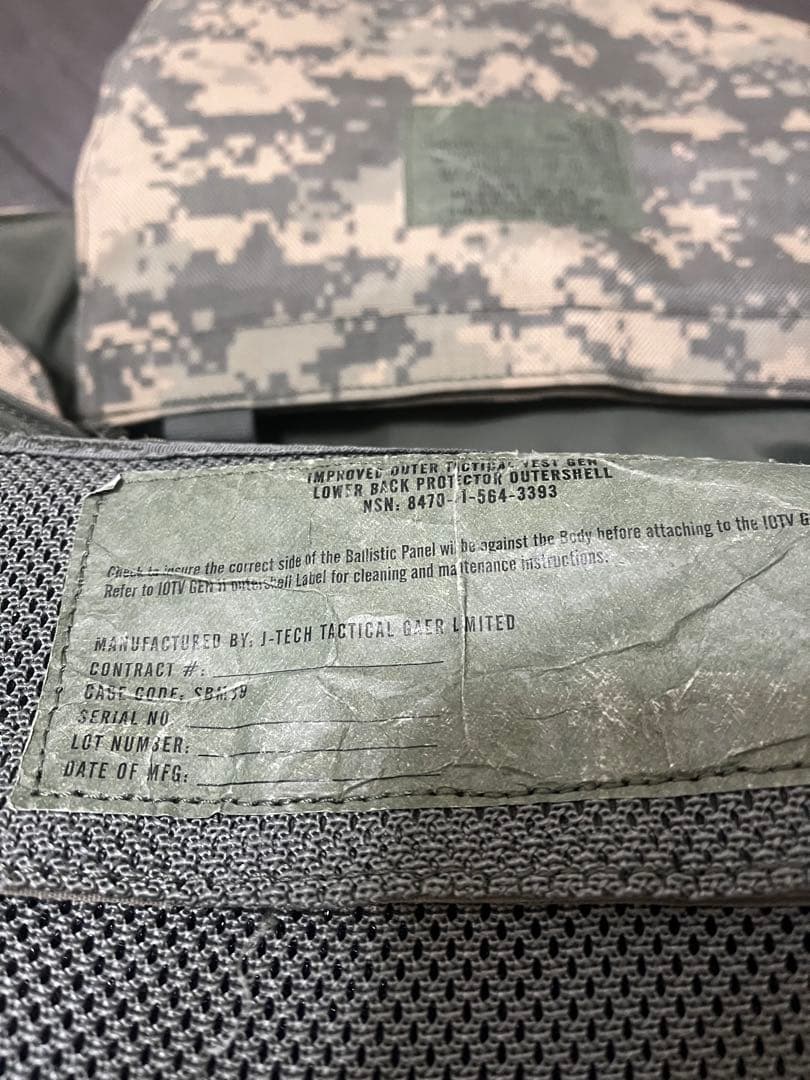 IMPROVED OUTER TACTICAL VEST GEN
LOWER BACK PROTECTOR OUTERSHELL
NSN: 8470- 1-564-3393
Check to insure the correct side of the Ballistic Panel wil be against the Body before attaching to the IOTV G
Refer to IOTV GEN II outershell Label for cleaning and maintenance instructions.
MANUFACTURED BY: J-TECH TACTICAL GAER LIMITED
CONTRACT #:
CAGE CODE: SBM39
SERIAL NO
LOT NUMBER:
DATE OF MFG: